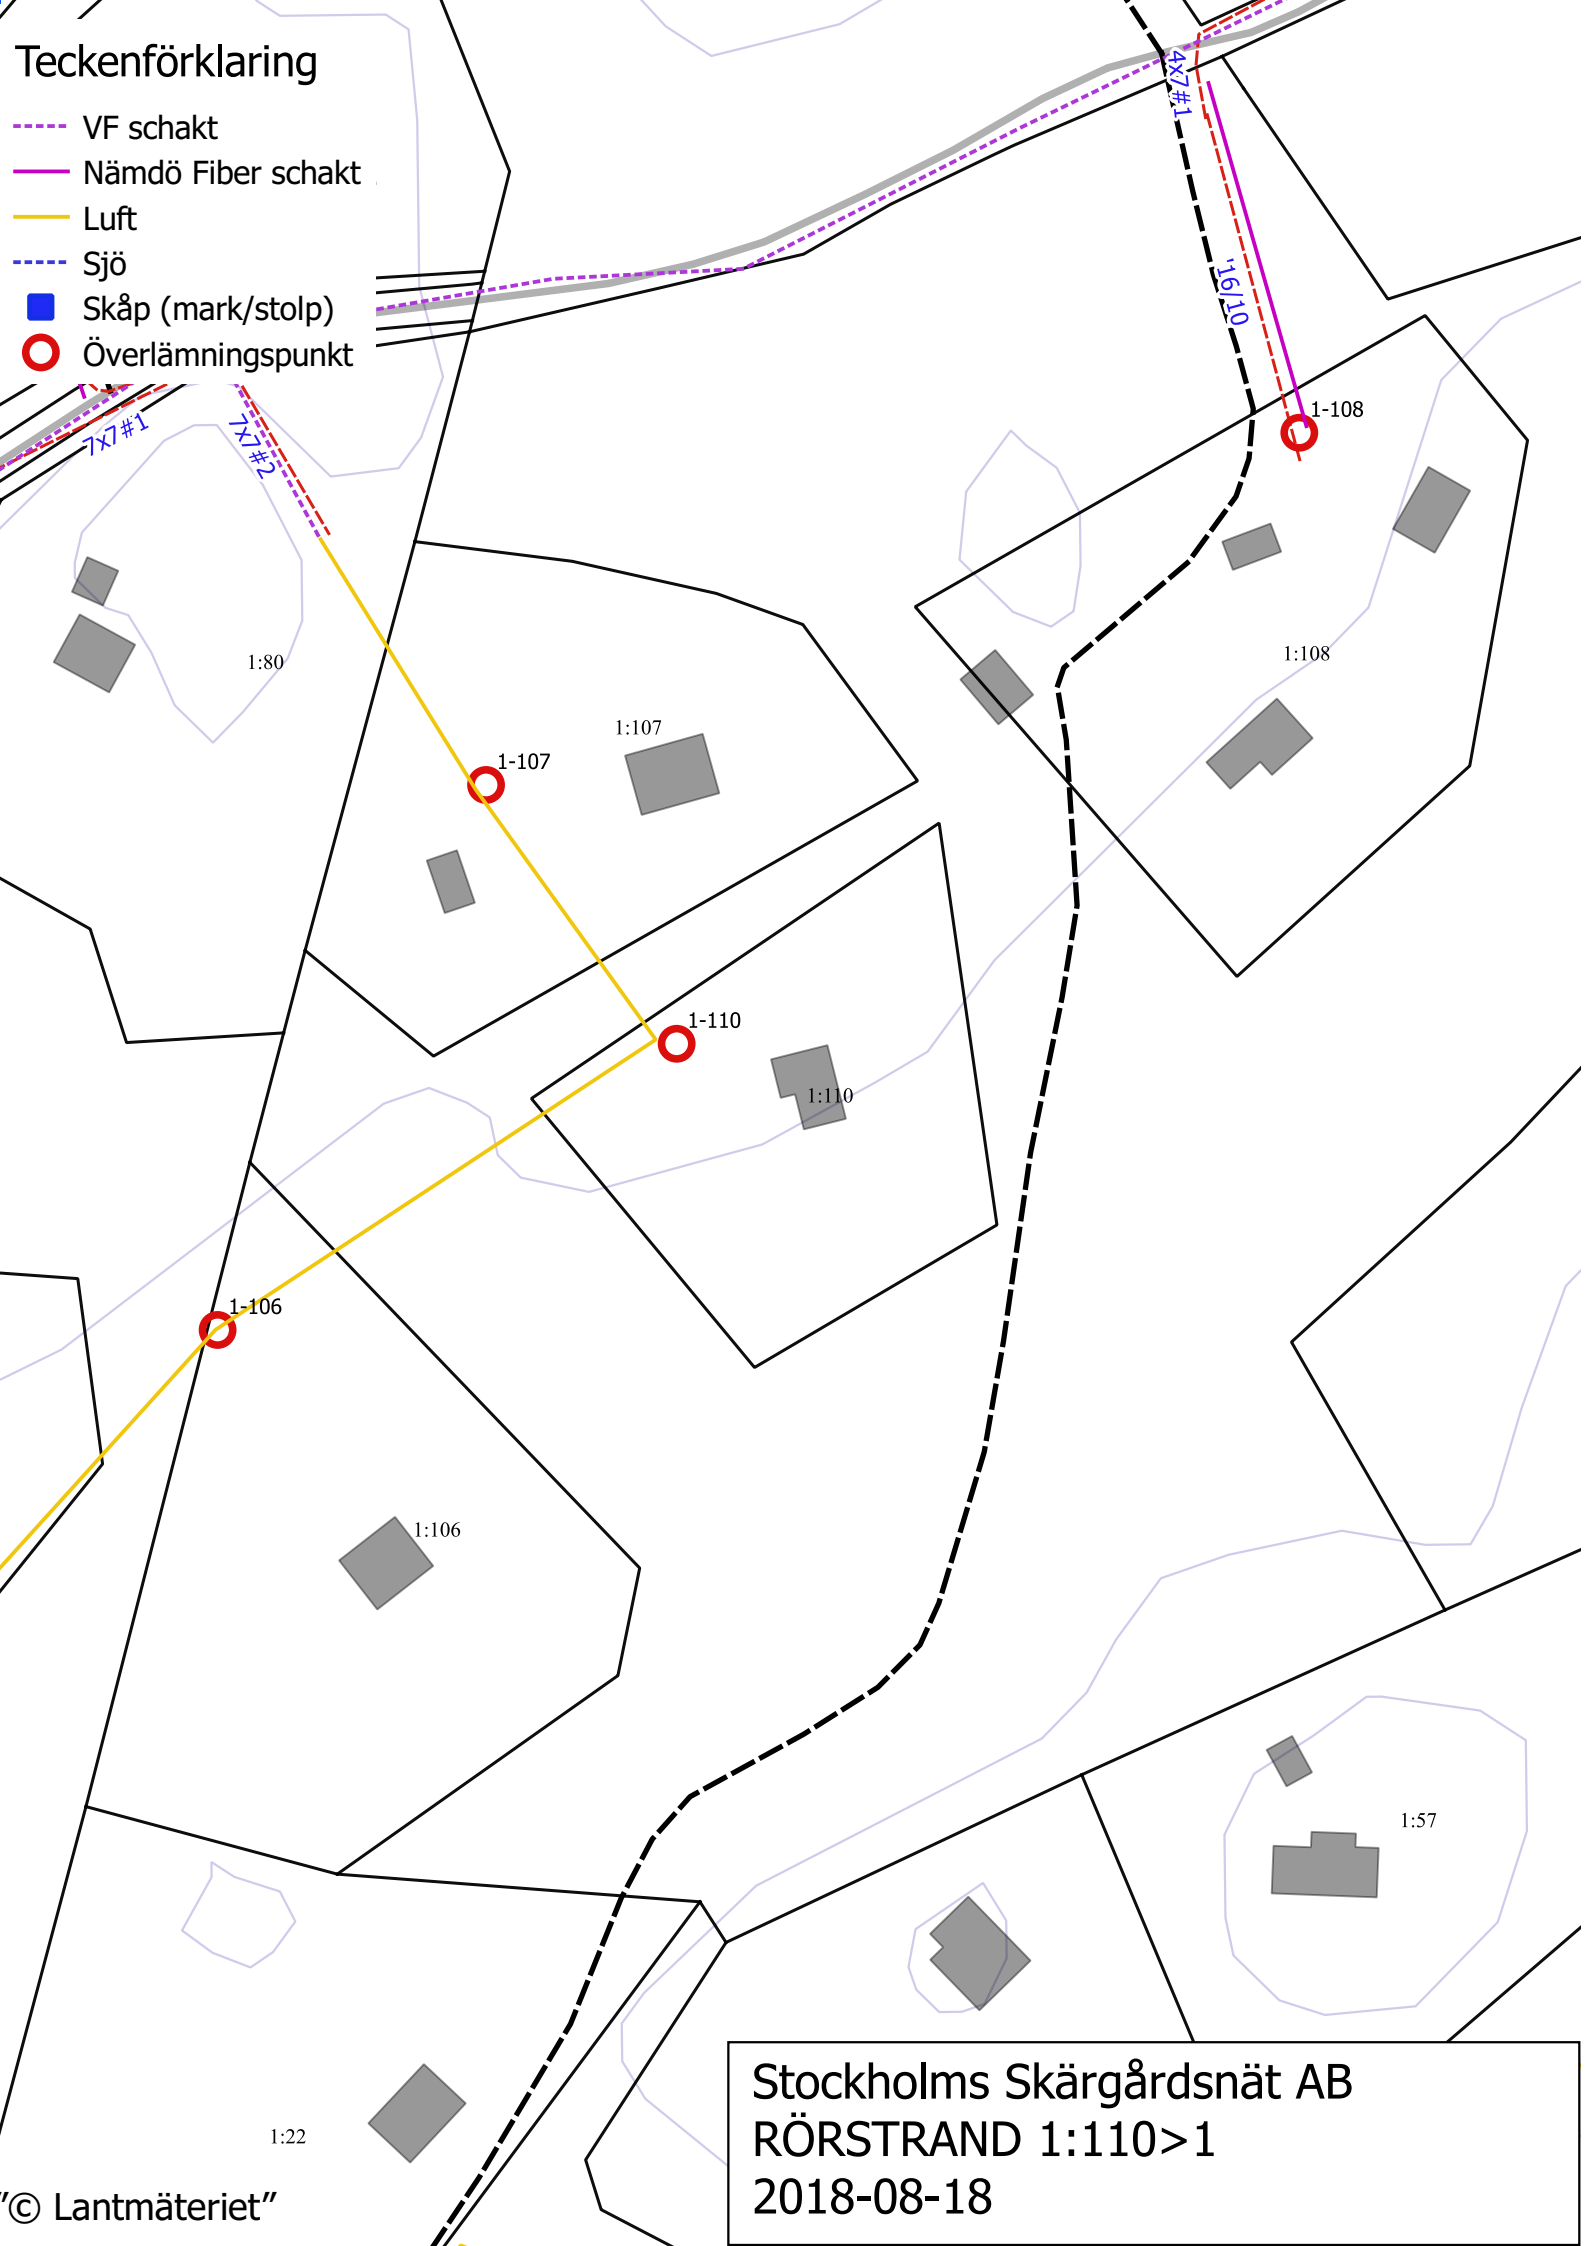 Teckenförklaring
VF schakt
Nämdö Fiber schakt
Luft
Sjö
Skåp (mark/stolp)
Överlämningspunkt
4x7#1
'16/10
7x7#1
7x7#2
1-108
1:80
1:108
1:107
1-107
1-110
1:110
1-106
1:106
1:57
1:22
Stockholms Skärgårdsnät AB
RÖRSTRAND 1:110>1
2018-08-18
"© Lantmäteriet"